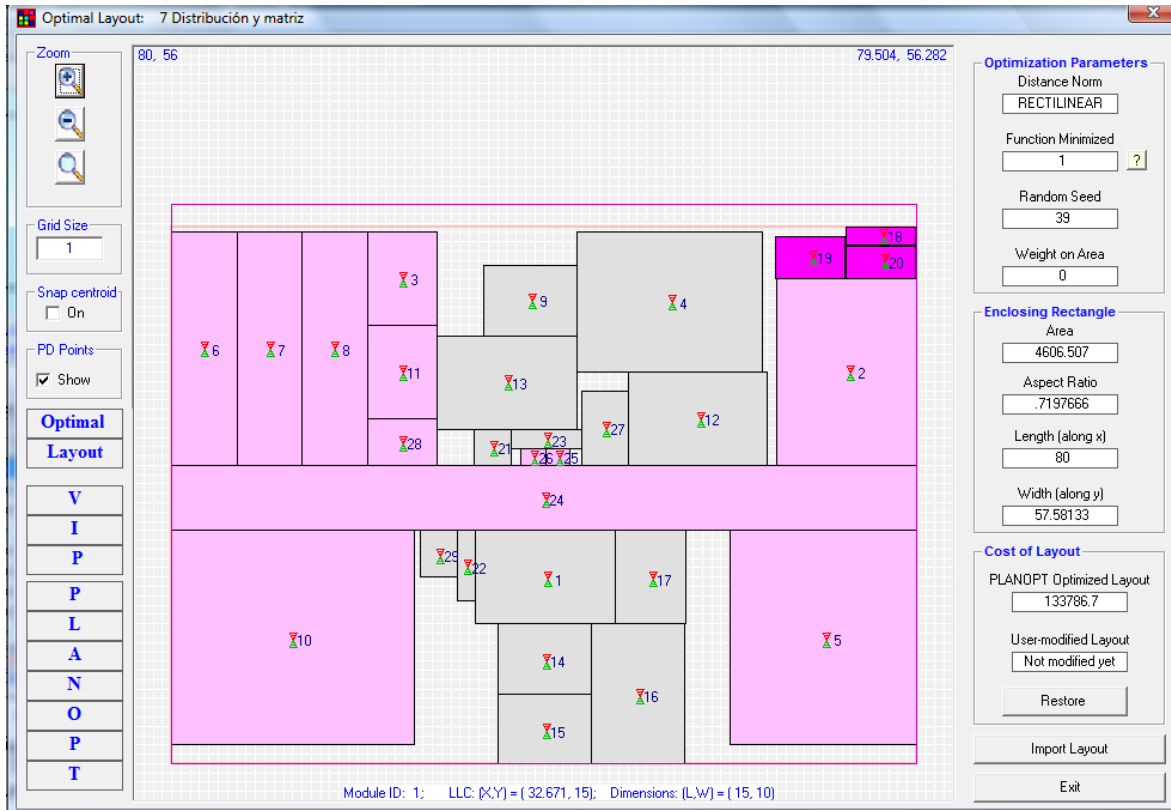 Optimal Layout: 7 Distribución y matriz
Zoom
Grid Size
1
Snap centroid
On
PD Points
Show
Optimal
Layout
V
I
P
P
L
A
N
O
P
T
80, 56
79.504, 56.282
18
19
20
3
9
4
6
7
8
11
13
2
12
27
28
21
23
26
25
24
29
22
1
17
10
5
14
16
15
Module ID: 1; LLC: (X,Y) = ( 32.671, 15); Dimensions: (L,W) = ( 15, 10)
Optimization Parameters
Distance Norm
RECTILINEAR
Function Minimized
1
?
Random Seed
39
Weight on Area
0
Enclosing Rectangle
Area
4606.507
Aspect Ratio
.7197666
Length (along x)
80
Width (along y)
57.58133
Cost of Layout
PLANOPT Optimized Layout
133786.7
User-modified Layout
Not modified yet
Restore
Import Layout
Exit